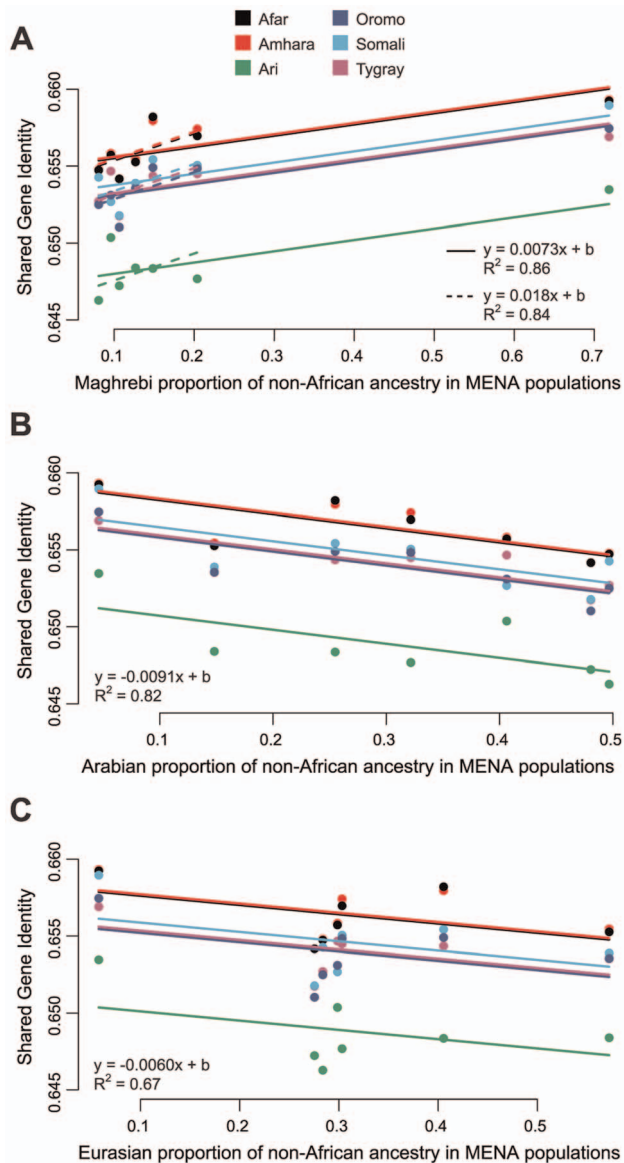 Afar
Amhara
Ari
Oromo
Somali
Tygray
A
0.660
0.655
0.650
0.645
Shared Gene Identity
y = 0.0073x + b
R² = 0.86
y = 0.018x + b
R² = 0.84
0.1 0.2 0.3 0.4 0.5 0.6 0.7
Maghrebi proportion of non-African ancestry in MENA populations
B
0.660
0.655
0.650
0.645
Shared Gene Identity
y = -0.0091x + b
R² = 0.82
0.1 0.2 0.3 0.4 0.5
Arabian proportion of non-African ancestry in MENA populations
C
0.660
0.655
0.650
0.645
Shared Gene Identity
y = -0.0060x + b
R² = 0.67
0.1 0.2 0.3 0.4 0.5
Eurasian proportion of non-African ancestry in MENA populations